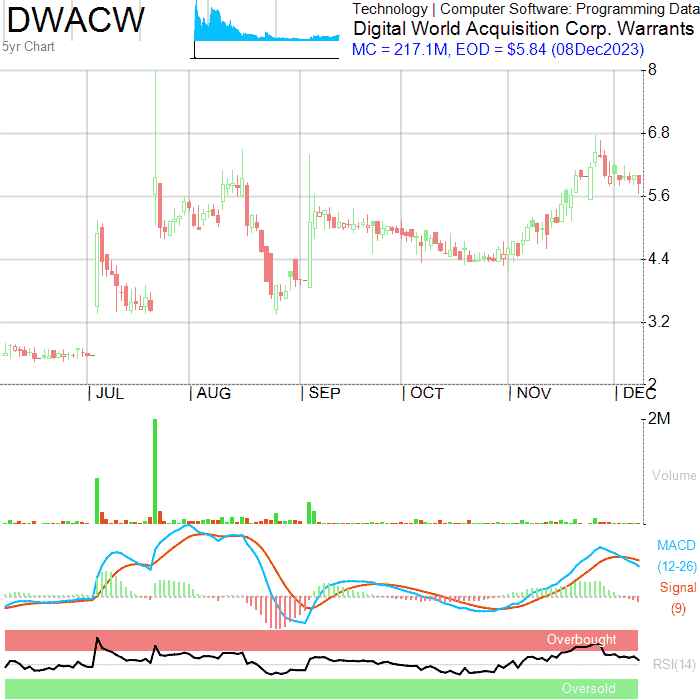 DWACW
5yr Chart
Technology | Computer Software: Programming Data
Digital World Acquisition Corp. Warrants
MC = 217.1M, EOD = $5.84 (08Dec2023)
8
6.8
5.6
4.4
3.2
2
| JUL | AUG | SEP | OCT | NOV | DEC
2M
Volume
MACD
(12-26)
Signal
(9)
Overbought
RSI(14)
Oversold